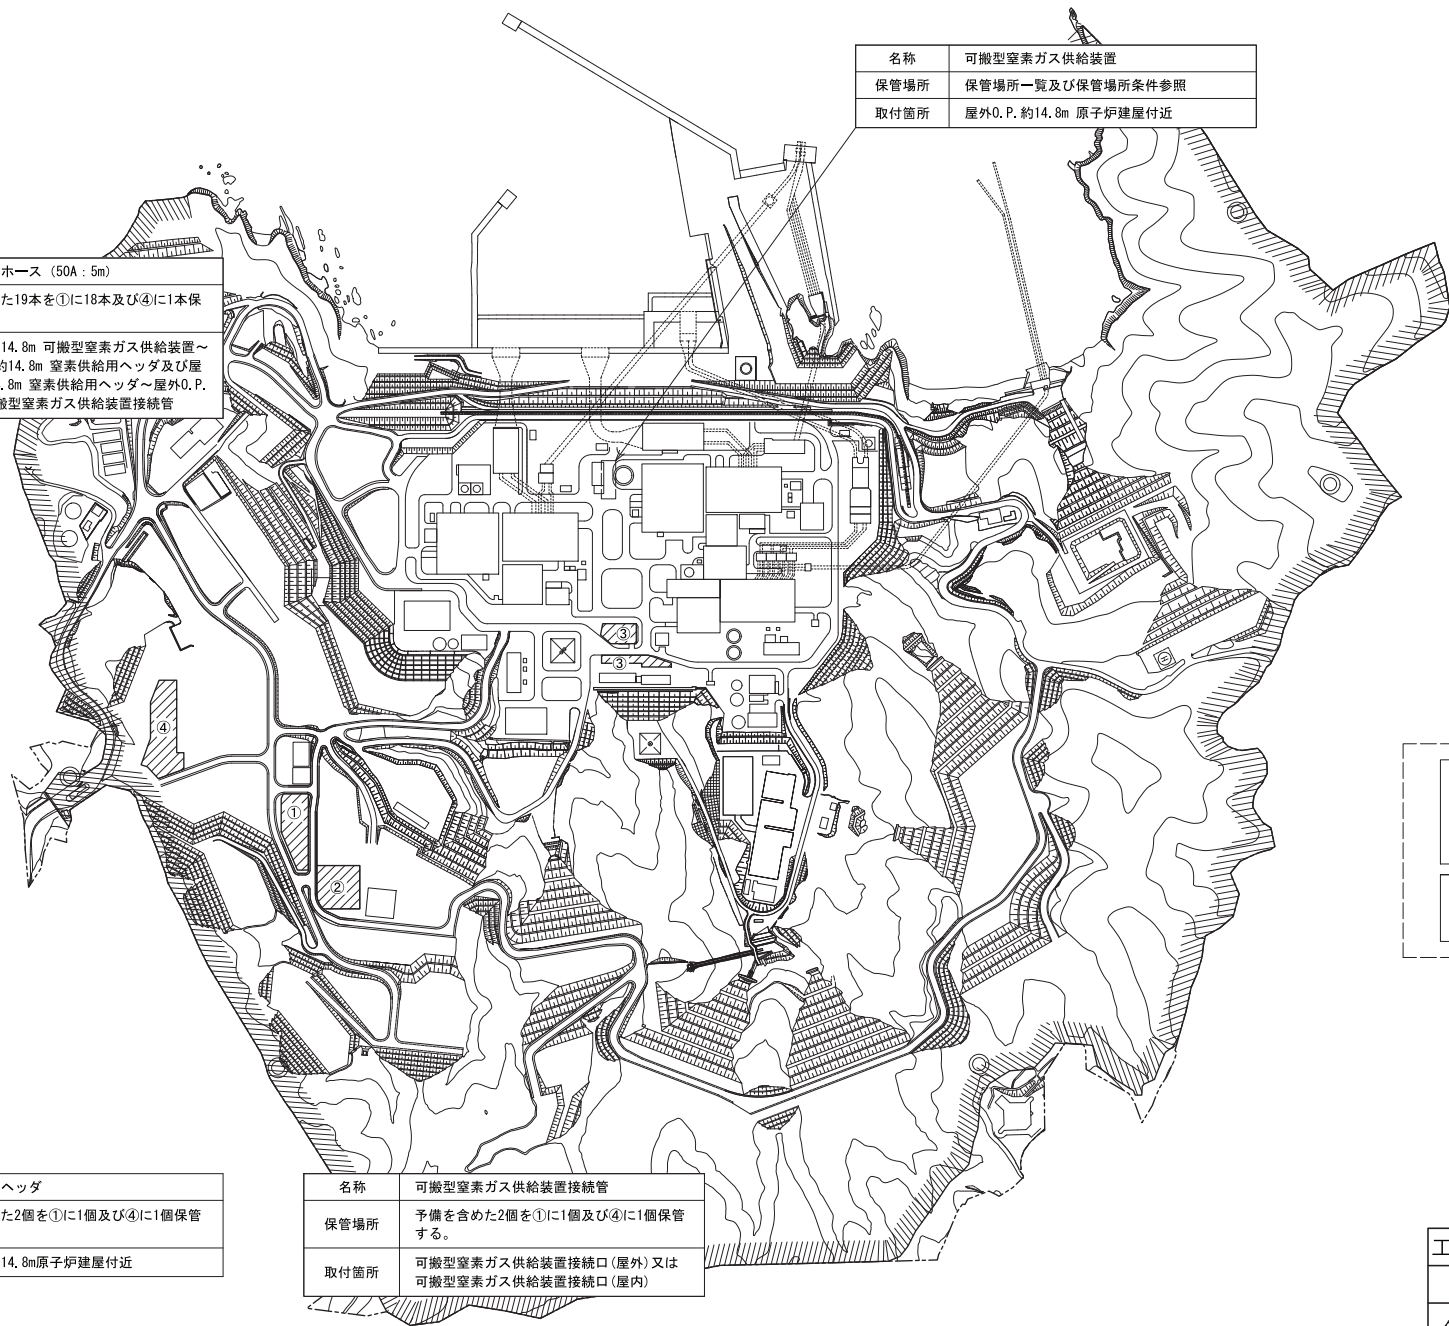 名称 可搬型窒素ガス供給装置
保管場所 保管場所一覧及び保管場所条件参照
取付箇所 屋外O.P.約14.8m 原子炉建屋付近
ホース（50A：5m）
た19本を①に18本及び④に1本保
14.8m 可搬型窒素ガス供給装置～
約14.8m 窒素供給用ヘッダ及び屋
.8m 窒素供給用ヘッダ～屋外O.P.
搬型窒素ガス供給装置接続管
③
③
④
①
②
ヘッダ
た2個を①に1個及び④に1個保管
14.8m原子炉建屋付近
名称 可搬型窒素ガス供給装置接続管
保管場所 予備を含めた2個を①に1個及び④に1個保管
する。
取付箇所 可搬型窒素ガス供給装置接続口(屋外)又は
可搬型窒素ガス供給装置接続口(屋内)
工